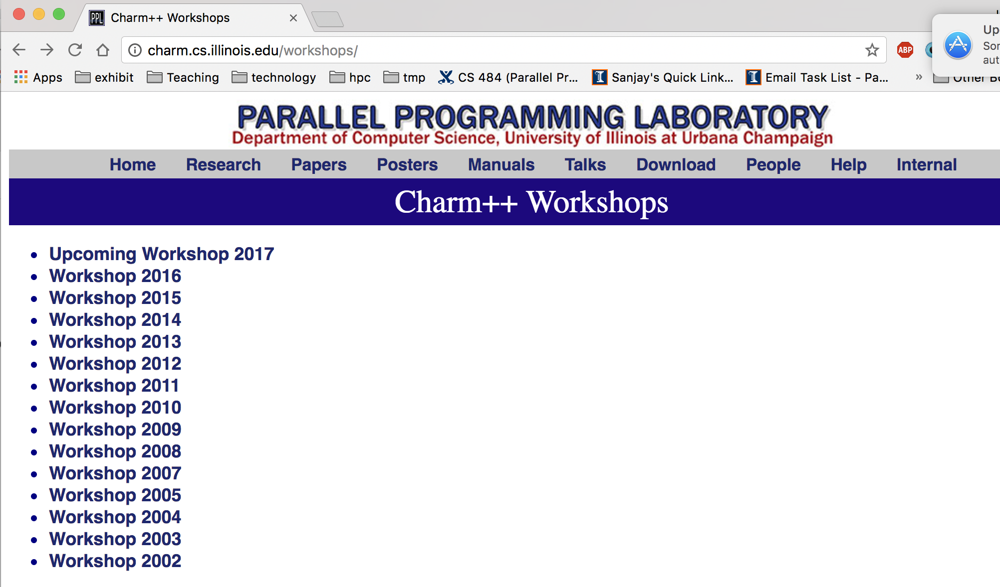 PPL Charm++ Workshops
charm.cs.illinois.edu/workshops/
ABP
Apps exhibit Teaching technology hpc tmp CS 484 (Parallel Pr... Sanjay's Quick Link... Email Task List - Pa... » Other
PARALLEL PROGRAMMING LABORATORY
Department of Computer Science, University of Illinois at Urbana Champaign
Home Research Papers Posters Manuals Talks Download People Help Internal
Charm++ Workshops
Upcoming Workshop 2017
Workshop 2016
Workshop 2015
Workshop 2014
Workshop 2013
Workshop 2012
Workshop 2011
Workshop 2010
Workshop 2009
Workshop 2008
Workshop 2007
Workshop 2005
Workshop 2004
Workshop 2003
Workshop 2002